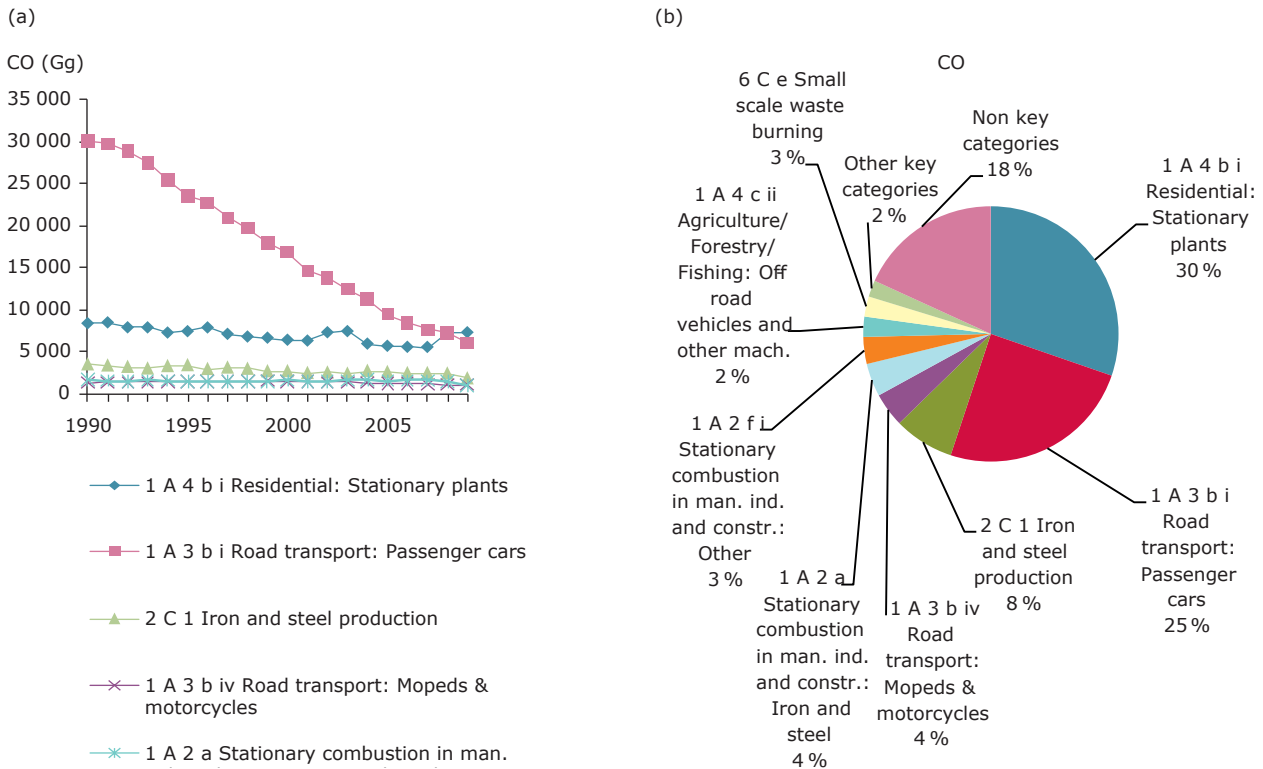 (a)
CO (Gg)
35 000
30 000
25 000
20 000
15 000
10 000
5 000
0
1990
1995
2000
2005
1 A 4 b i Residential: Stationary plants
1 A 3 b i Road transport: Passenger cars
2 C 1 Iron and steel production
1 A 3 b iv Road transport: Mopeds &
motorcycles
1 A 2 a Stationary combustion in man.
(b)
CO
6 C e Small
scale waste
burning
3 %
Other key
categories
2 %
Non key
categories
18 %
1 A 4 b i
Residential:
Stationary
plants
30 %
1 A 4 c ii
Agriculture/
Forestry/
Fishing: Off
road
vehicles and
other mach.
2 %
1 A 2 f i
Stationary
combustion
in man. ind.
and constr.:
Other
3 %
1 A 2 a
Stationary
combustion
in man. ind.
and constr.:
Iron and
steel
4 %
1 A 3 b iv
Road
transport:
Mopeds &
motorcycles
4 %
2 C 1 Iron
and steel
production
8 %
1 A 3 b i
Road
transport:
Passenger
cars
25 %